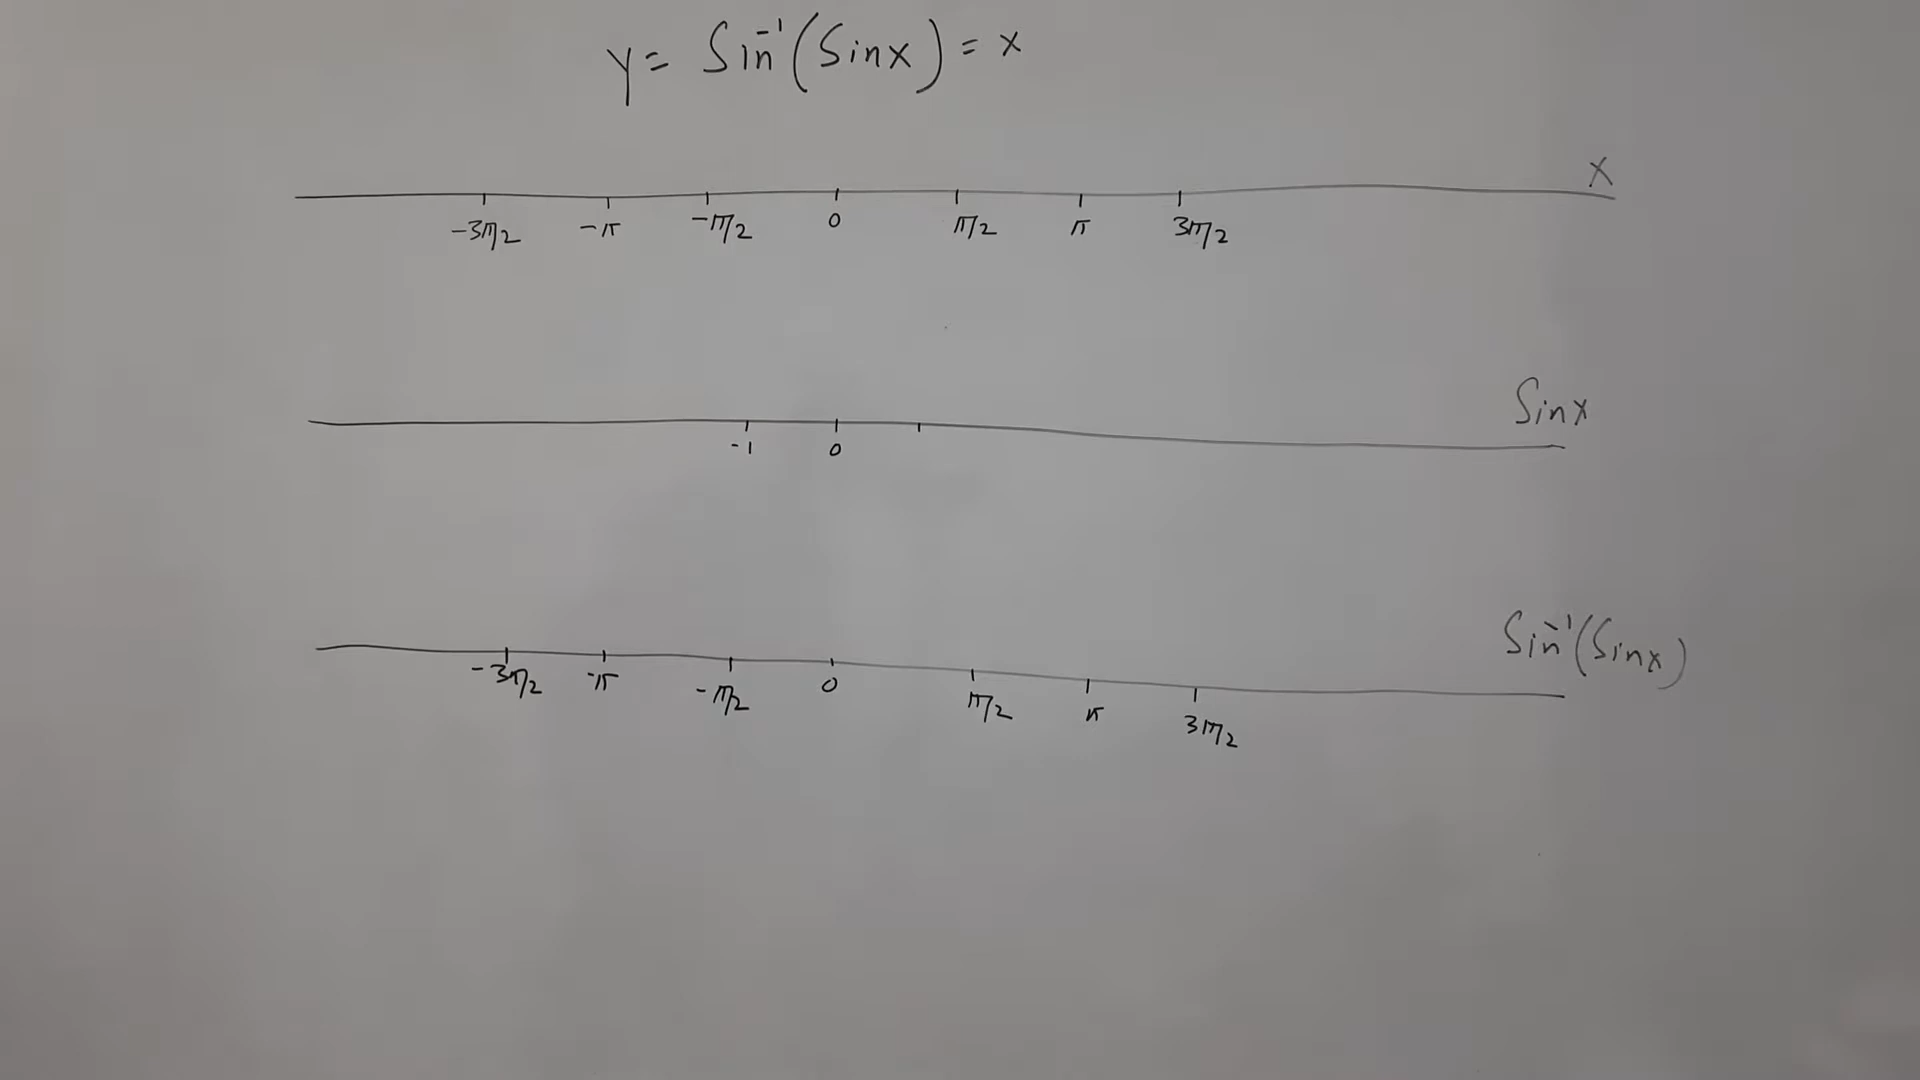 y = Sin⁻¹(Sinx) = x
x
-3π/2 -π -π/2 0 π/2 π 3π/2
Sinx
-1 0
Sin⁻¹(Sinx)
-3π/2 -π -π/2 0 π/2 π 3π/2